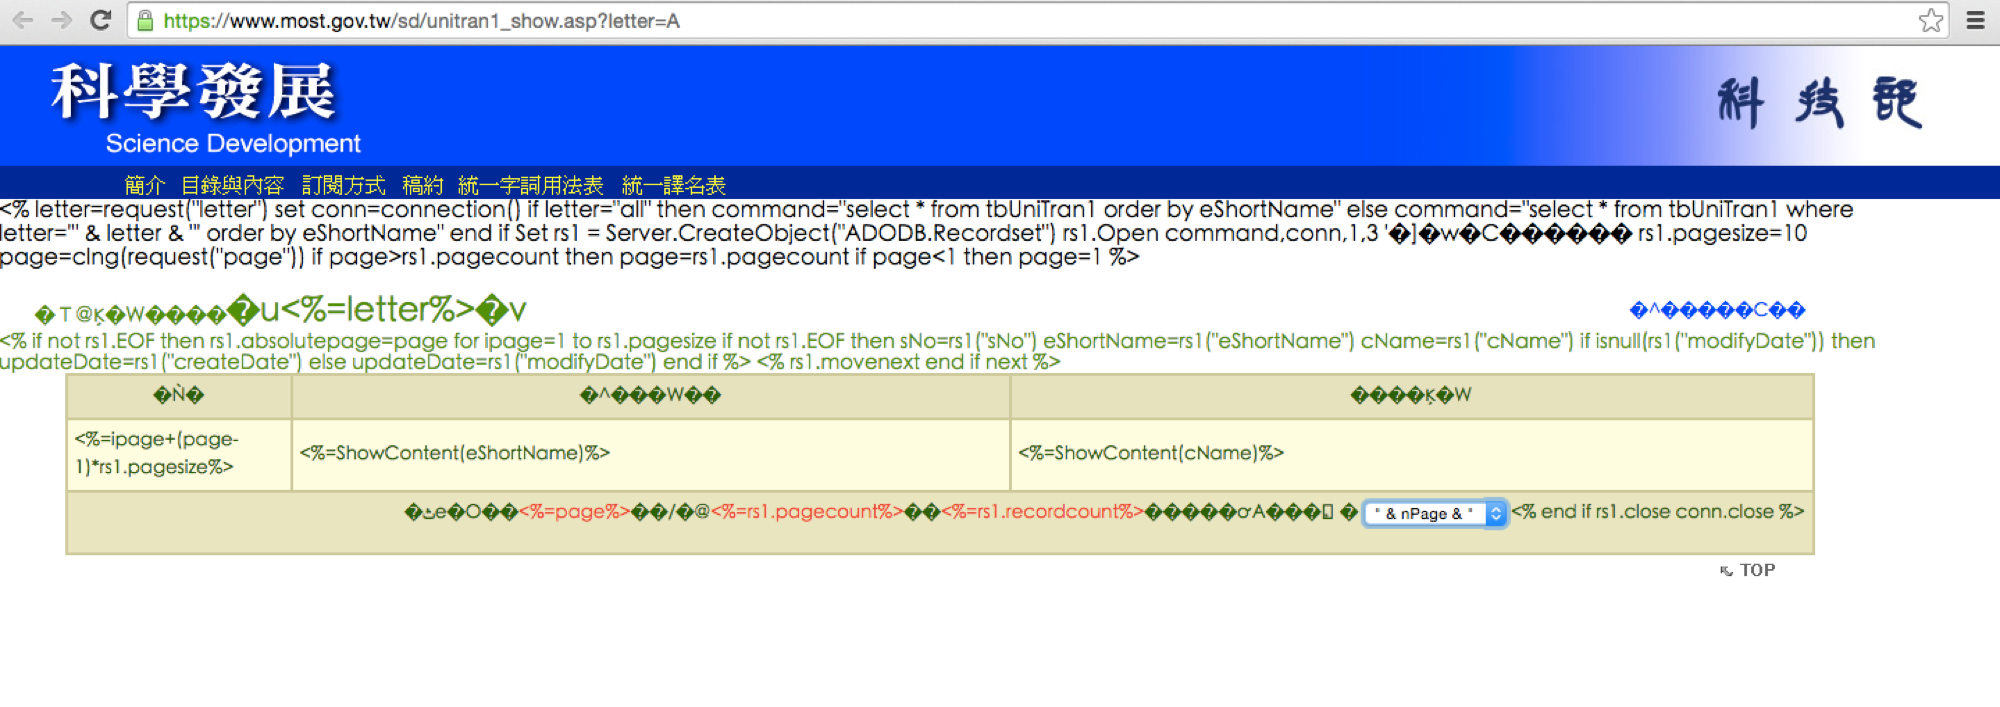 https://www.most.gov.tw/sd/unitran1_show.asp?letter=A
科學發展
Science Development
科技部
簡介 目錄與內容 訂閱方式 稿約 統一字詞用法表 統一譯名表
<% letter=request("letter") set conn=connection() if letter="all" then command="select * from tbUniTran1 order by eShortName" else command="select * from tbUniTran1 where
letter='" & letter & "' order by eShortName" end if Set rs1 = Server.CreateObject("ADODB.Recordset") rs1.Open command,conn,1,3 '�]�w�C������ rs1.pagesize=10
page=clng(request("page")) if page>rs1.pagecount then page=rs1.pagecount if page<1 then page=1 %>
�Τ@Ķ�W����� �u<%=letter%>�v
�^�����C��
<% if not rs1.EOF then rs1.absolutepage=page for ipage=1 to rs1.pagesize if not rs1.EOF then sNo=rs1("sNo") eShortName=rs1("eShortName") cName=rs1("cName") if isnull(rs1("modifyDate")) then
updateDate=rs1("createDate") else updateDate=rs1("modifyDate") end if %> <% rs1.movenext end if next %>
�Ǹ�
�^���W��
����Ķ�W
<%=ipage+(page-
1)*rs1.pagesize%>
<%=ShowContent(eShortName)%>
<%=ShowContent(cName)%>
�ثe�O��<%=page%>��/�@<%=rs1.pagecount%>��<%=rs1.recordcount%>�����ơA���� � " & nPage & " <% end if rs1.close conn.close %>
TOP